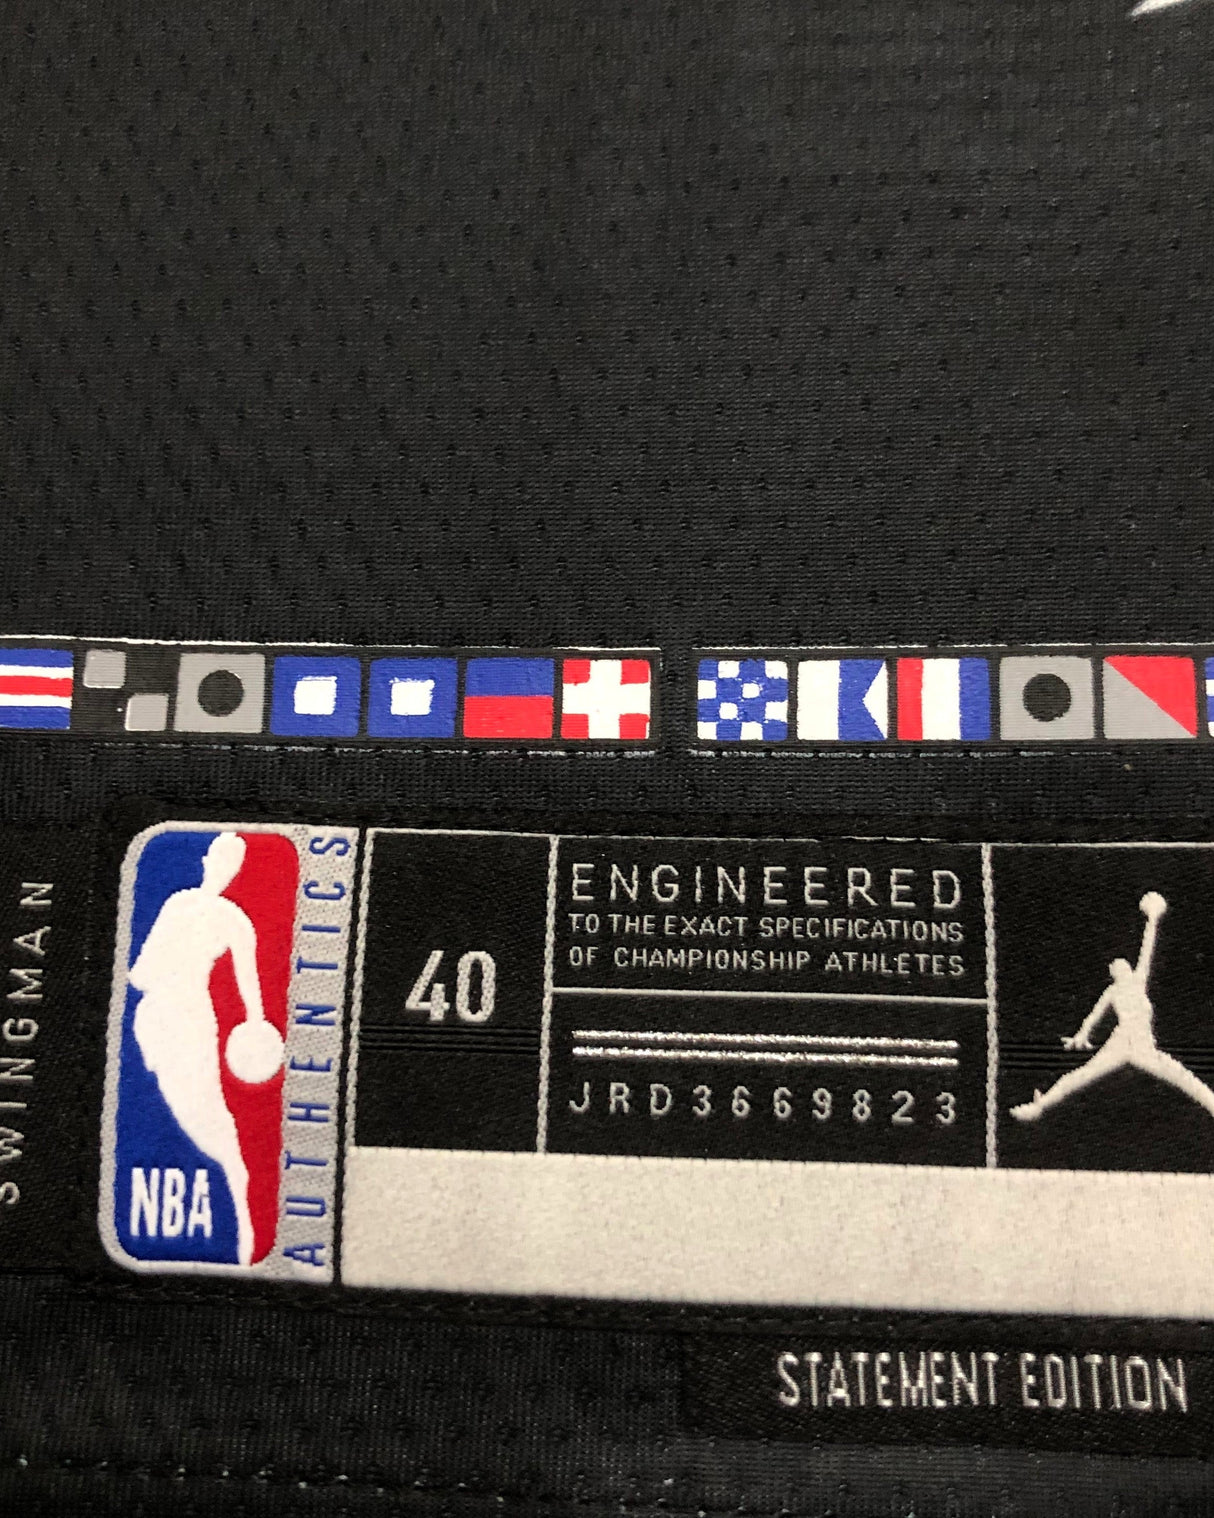 SWINGMAN
NBA
AUTHENTICS
40
ENGINEERED
TO THE EXACT SPECIFICATIONS
OF CHAMPIONSHIP ATHLETES
JRD3669823
STATEMENT EDITION